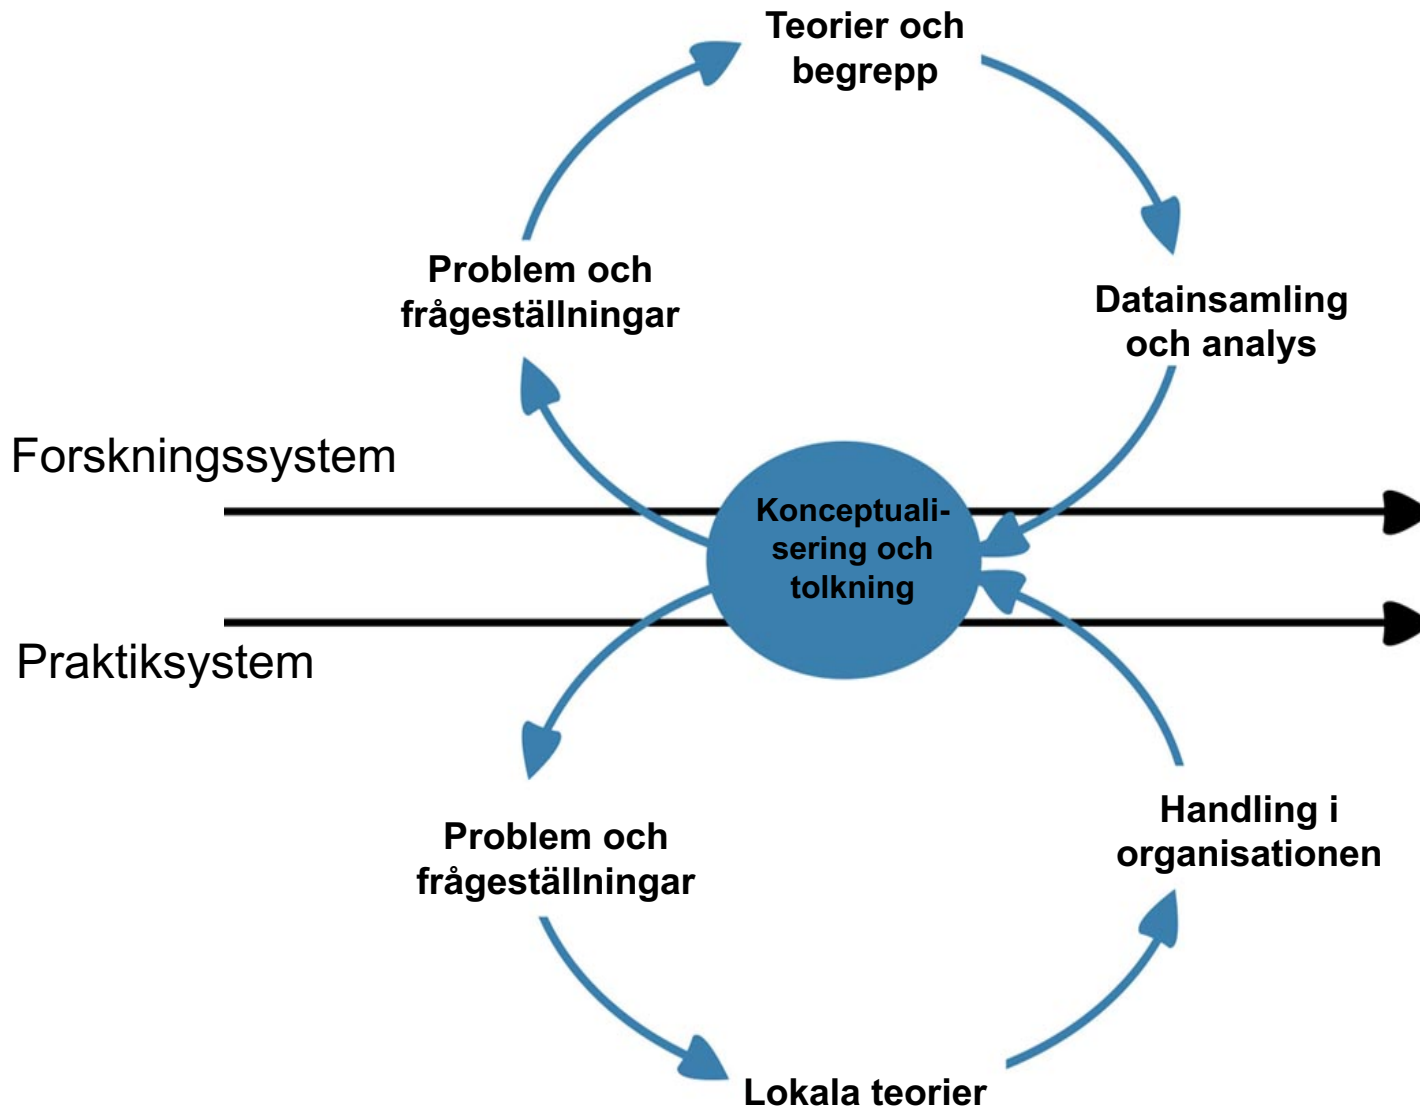 Teorier och
begrepp
Problem och
frågeställningar
Datainsamling
och analys
Forskningssystem
Konceptuali-
sering och
tolkning
Praktiksystem
Problem och
frågeställningar
Handling i
organisationen
Lokala teorier